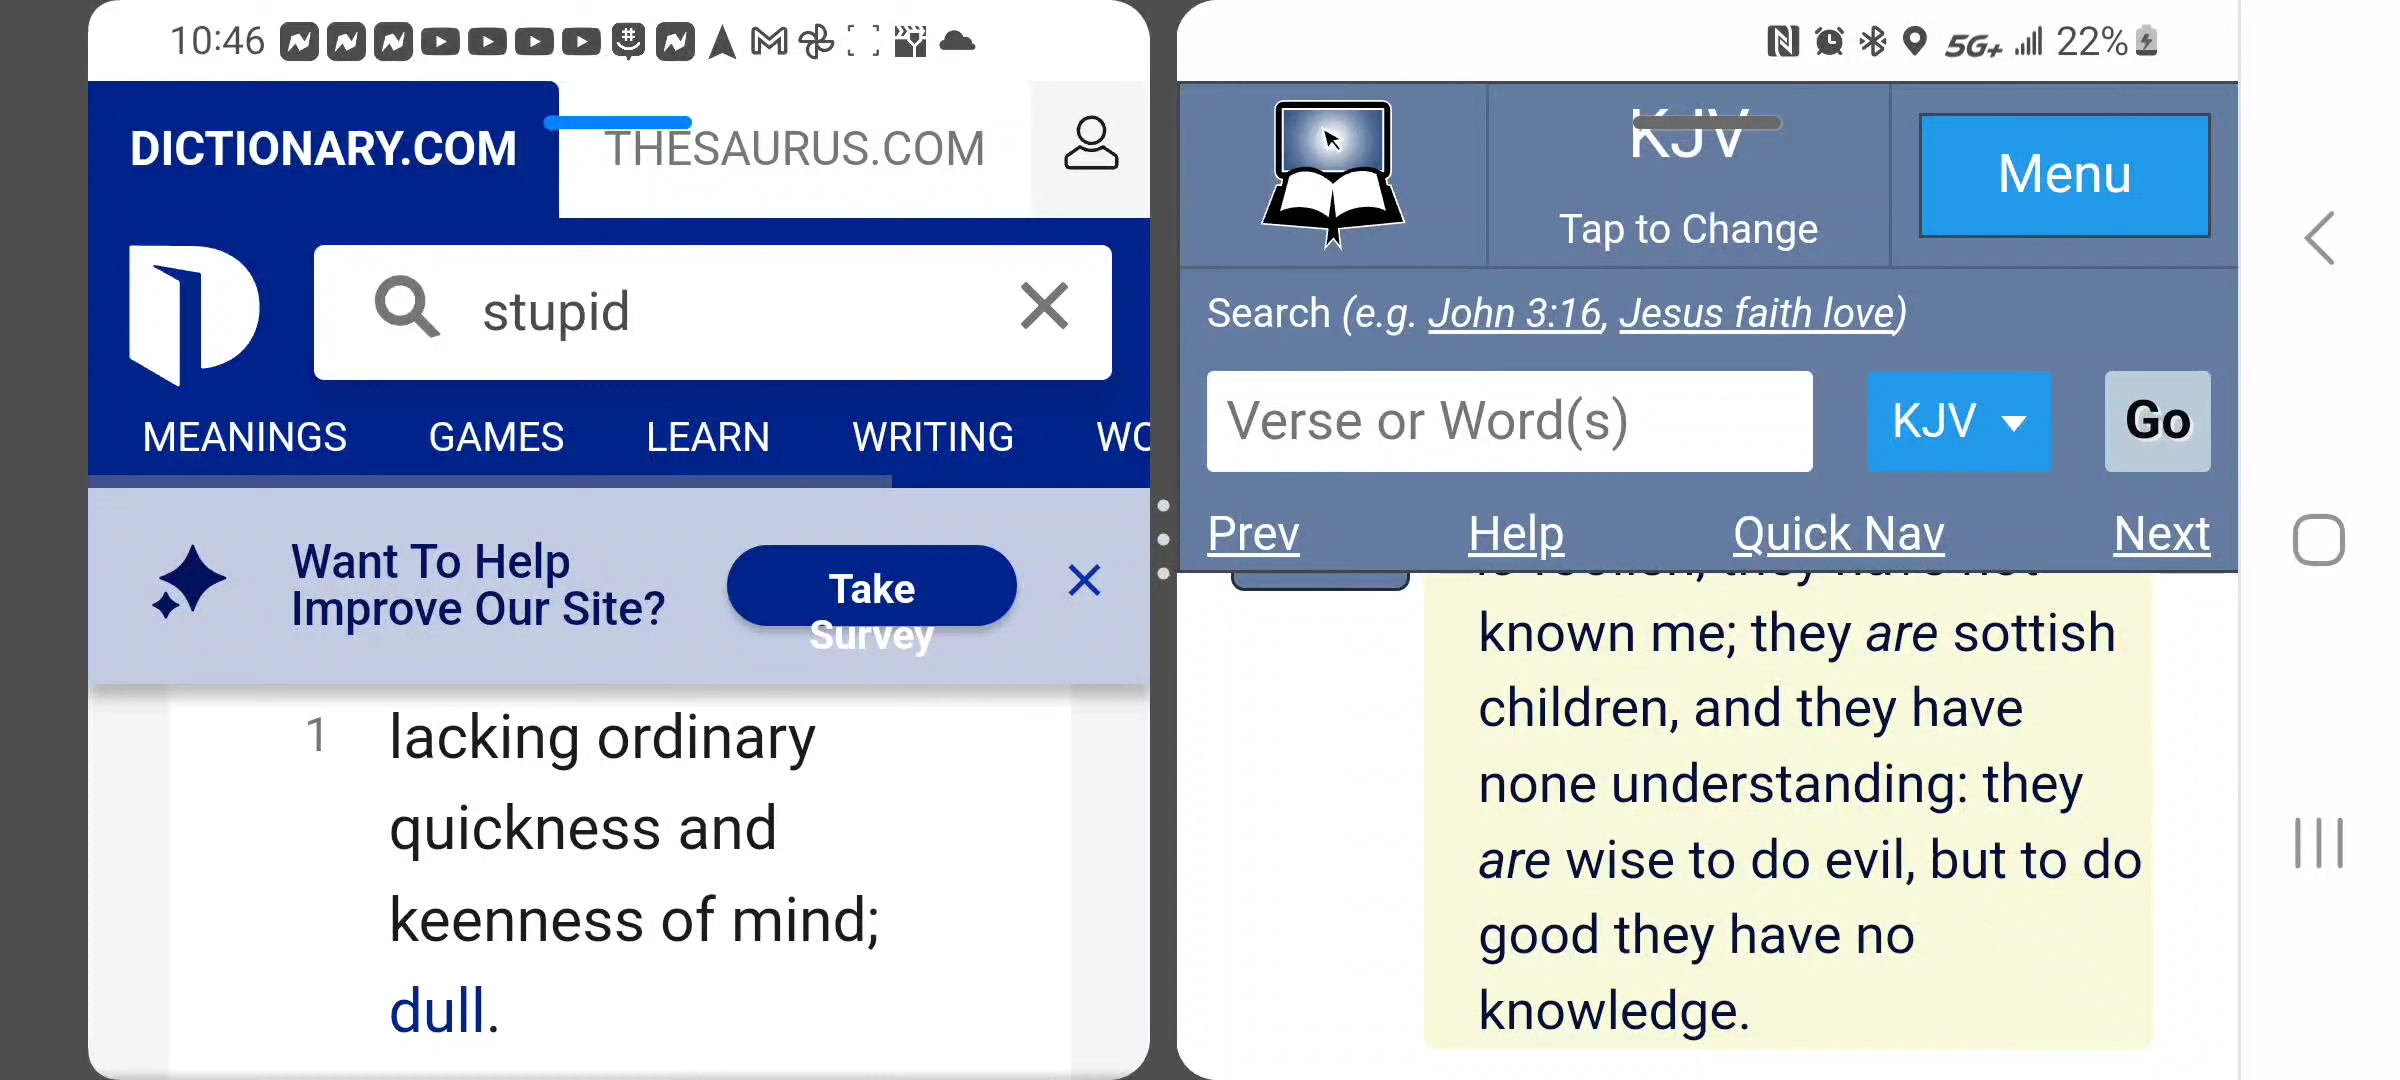 10:46
22%
5G+
DICTIONARY.COM
THESAURUS.COM
stupid
MEANINGS GAMES LEARN WRITING WO
Want To Help
Improve Our Site?
Take
Survey
1 lacking ordinary
quickness and
keenness of mind;
dull.
KJV
Tap to Change
Menu
Search (e.g. John 3:16, Jesus faith love)
Verse or Word(s)
KJV
Go
Prev Help Quick Nav Next
known me; they are sottish
children, and they have
none understanding: they
are wise to do evil, but to do
good they have no
knowledge.